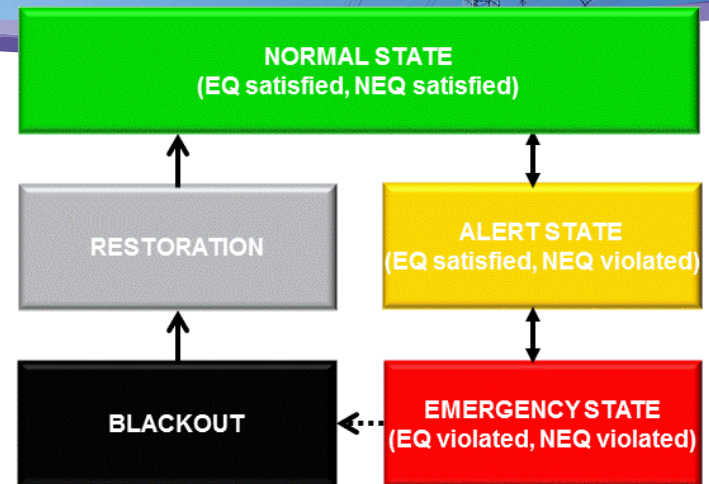 NORMAL STATE
(EQ satisfied, NEQ satisfied)
RESTORATION
ALERT STATE
(EQ satisfied, NEQ violated)
BLACKOUT
EMERGENCY STATE
(EQ violated, NEQ violated)